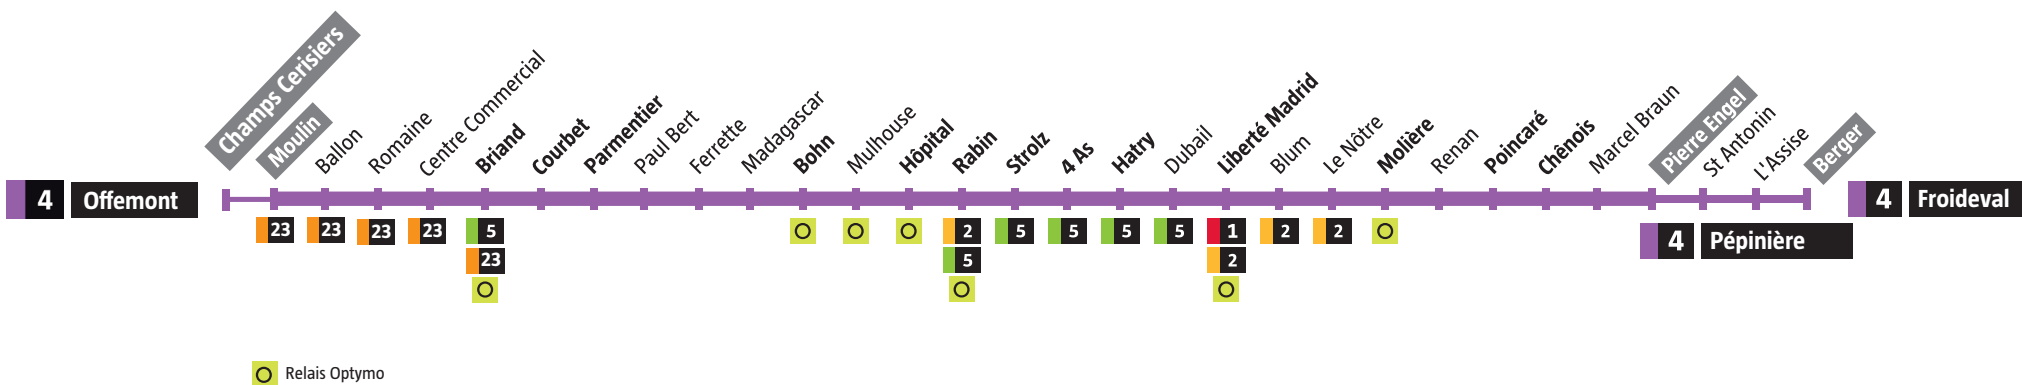 Champs Cerisiers
Moulin
Ballon
Romaine
Centre Commercial
Briand
Courbet
Parmentier
Paul Bert
Ferrette
Madagascar
Bohn
Mulhouse
Hôpital
Rabin
Strolz
4 As
Hatry
Dubail
Liberté Madrid
Blum
Le Nôtre
Molière
Renan
Poincaré
Chênois
Marcel Braun
Pierre Engel
St Antonin
L'Assise
Berger
4 Offemont
4 Froideval
23 23 23 23 5 2 5 5 5 5 1 2 2
4 Pépinière
23 5 2
Relais Optymo